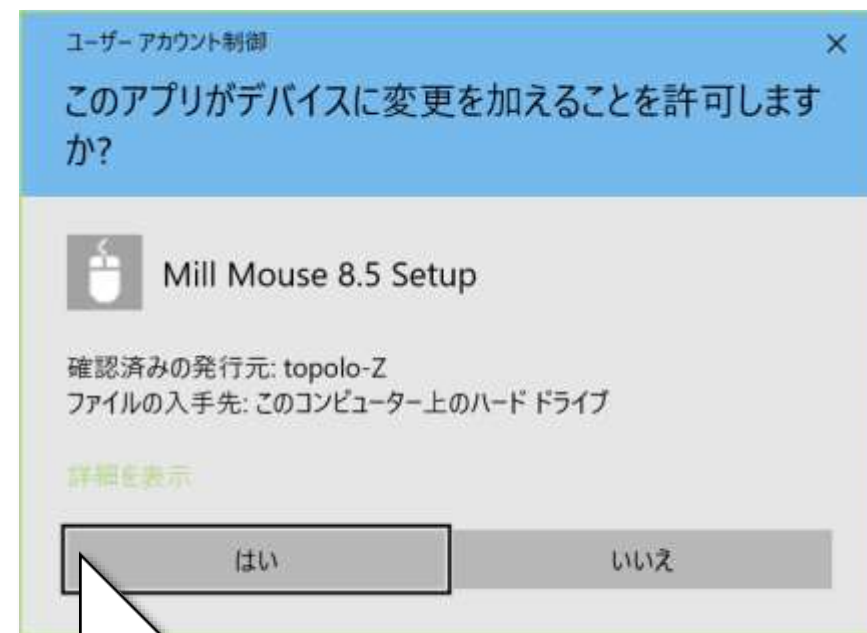 ユーザー アカウント制御
このアプリがデバイスに変更を加えることを許可します
か?
Mill Mouse 8.5 Setup
確認済みの発行元: topolo-Z
ファイルの入手先: このコンピューター上のハード ドライブ
詳細を表示
はい
いいえ